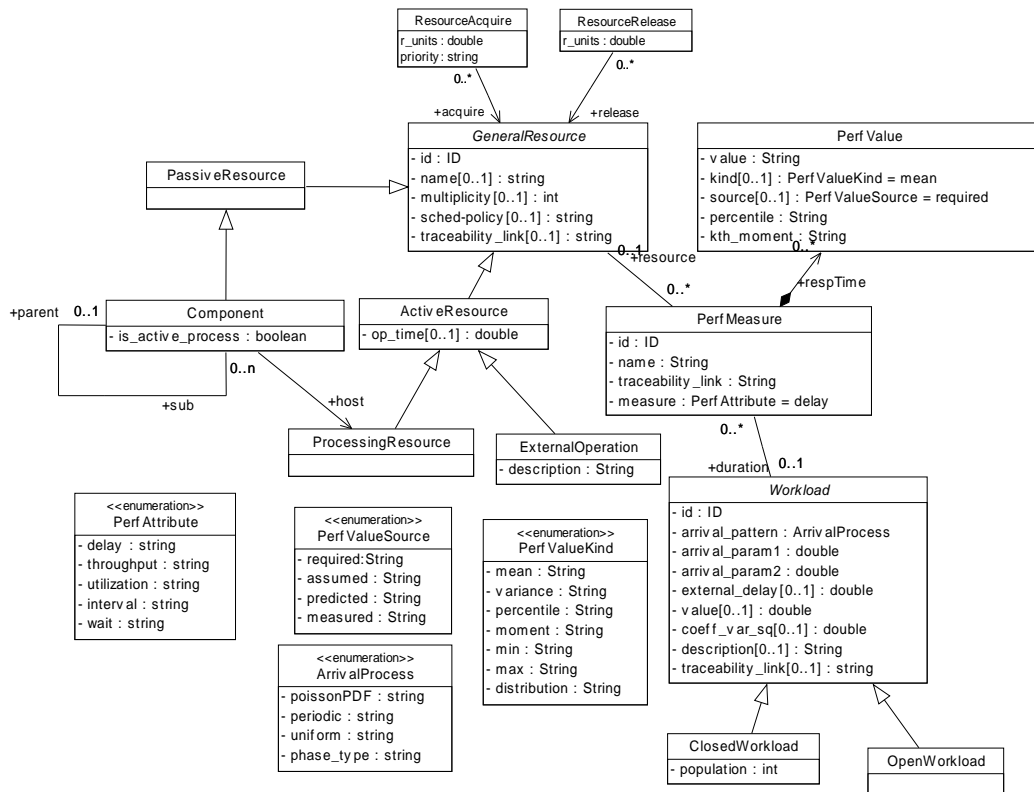 ResourceAcquire
r_units : double
priority: string
0..*
+acquire
ResourceRelease
r_units : double
0..*
+release
GeneralResource
- id : ID
- name[0..1] : string
- multiplicity[0..1] : int
- sched-policy[0..1] : string
- traceability_link[0..1] : string
PerfValue
- value : String
- kind[0..1] : PerfValueKind = mean
- source[0..1] : PerfValueSource = required
- percentile : String
- kth_moment : String
PassiveResource
0..1
+resource
0..*
0..*
+respTime
+parent
0..1
Component
- is_active_process : boolean
0..n
+sub
+host
ActiveResource
- op_time[0..1] : double
PerfMeasure
- id : ID
- name : String
- traceability_link : String
- measure : PerfAttribute = delay
0..*
+duration
0..1
ProcessingResource
ExternalOperation
- description : String
Workload
- id : ID
- arrival_pattern : ArrivalProcess
- arrival_param1 : double
- arrival_param2 : double
- external_delay[0..1] : double
- value[0..1] : double
- coeff_var_sq[0..1] : double
- description[0..1] : String
- traceability_link[0..1] : string
<<enumeration>>
PerfAttribute
- delay : string
- throughput : string
- utilization : string
- interval : string
- wait : string
<<enumeration>>
PerfValueSource
- required:String
- assumed : String
- predicted : String
- measured : String
<<enumeration>>
PerfValueKind
- mean : String
- variance : String
- percentile : String
- moment : String
- min : String
- max : String
- distribution : String
<<enumeration>>
ArrivalProcess
- poissonPDF : string
- periodic : string
- uniform : string
- phase_type : string
ClosedWorkload
- population : int
OpenWorkload